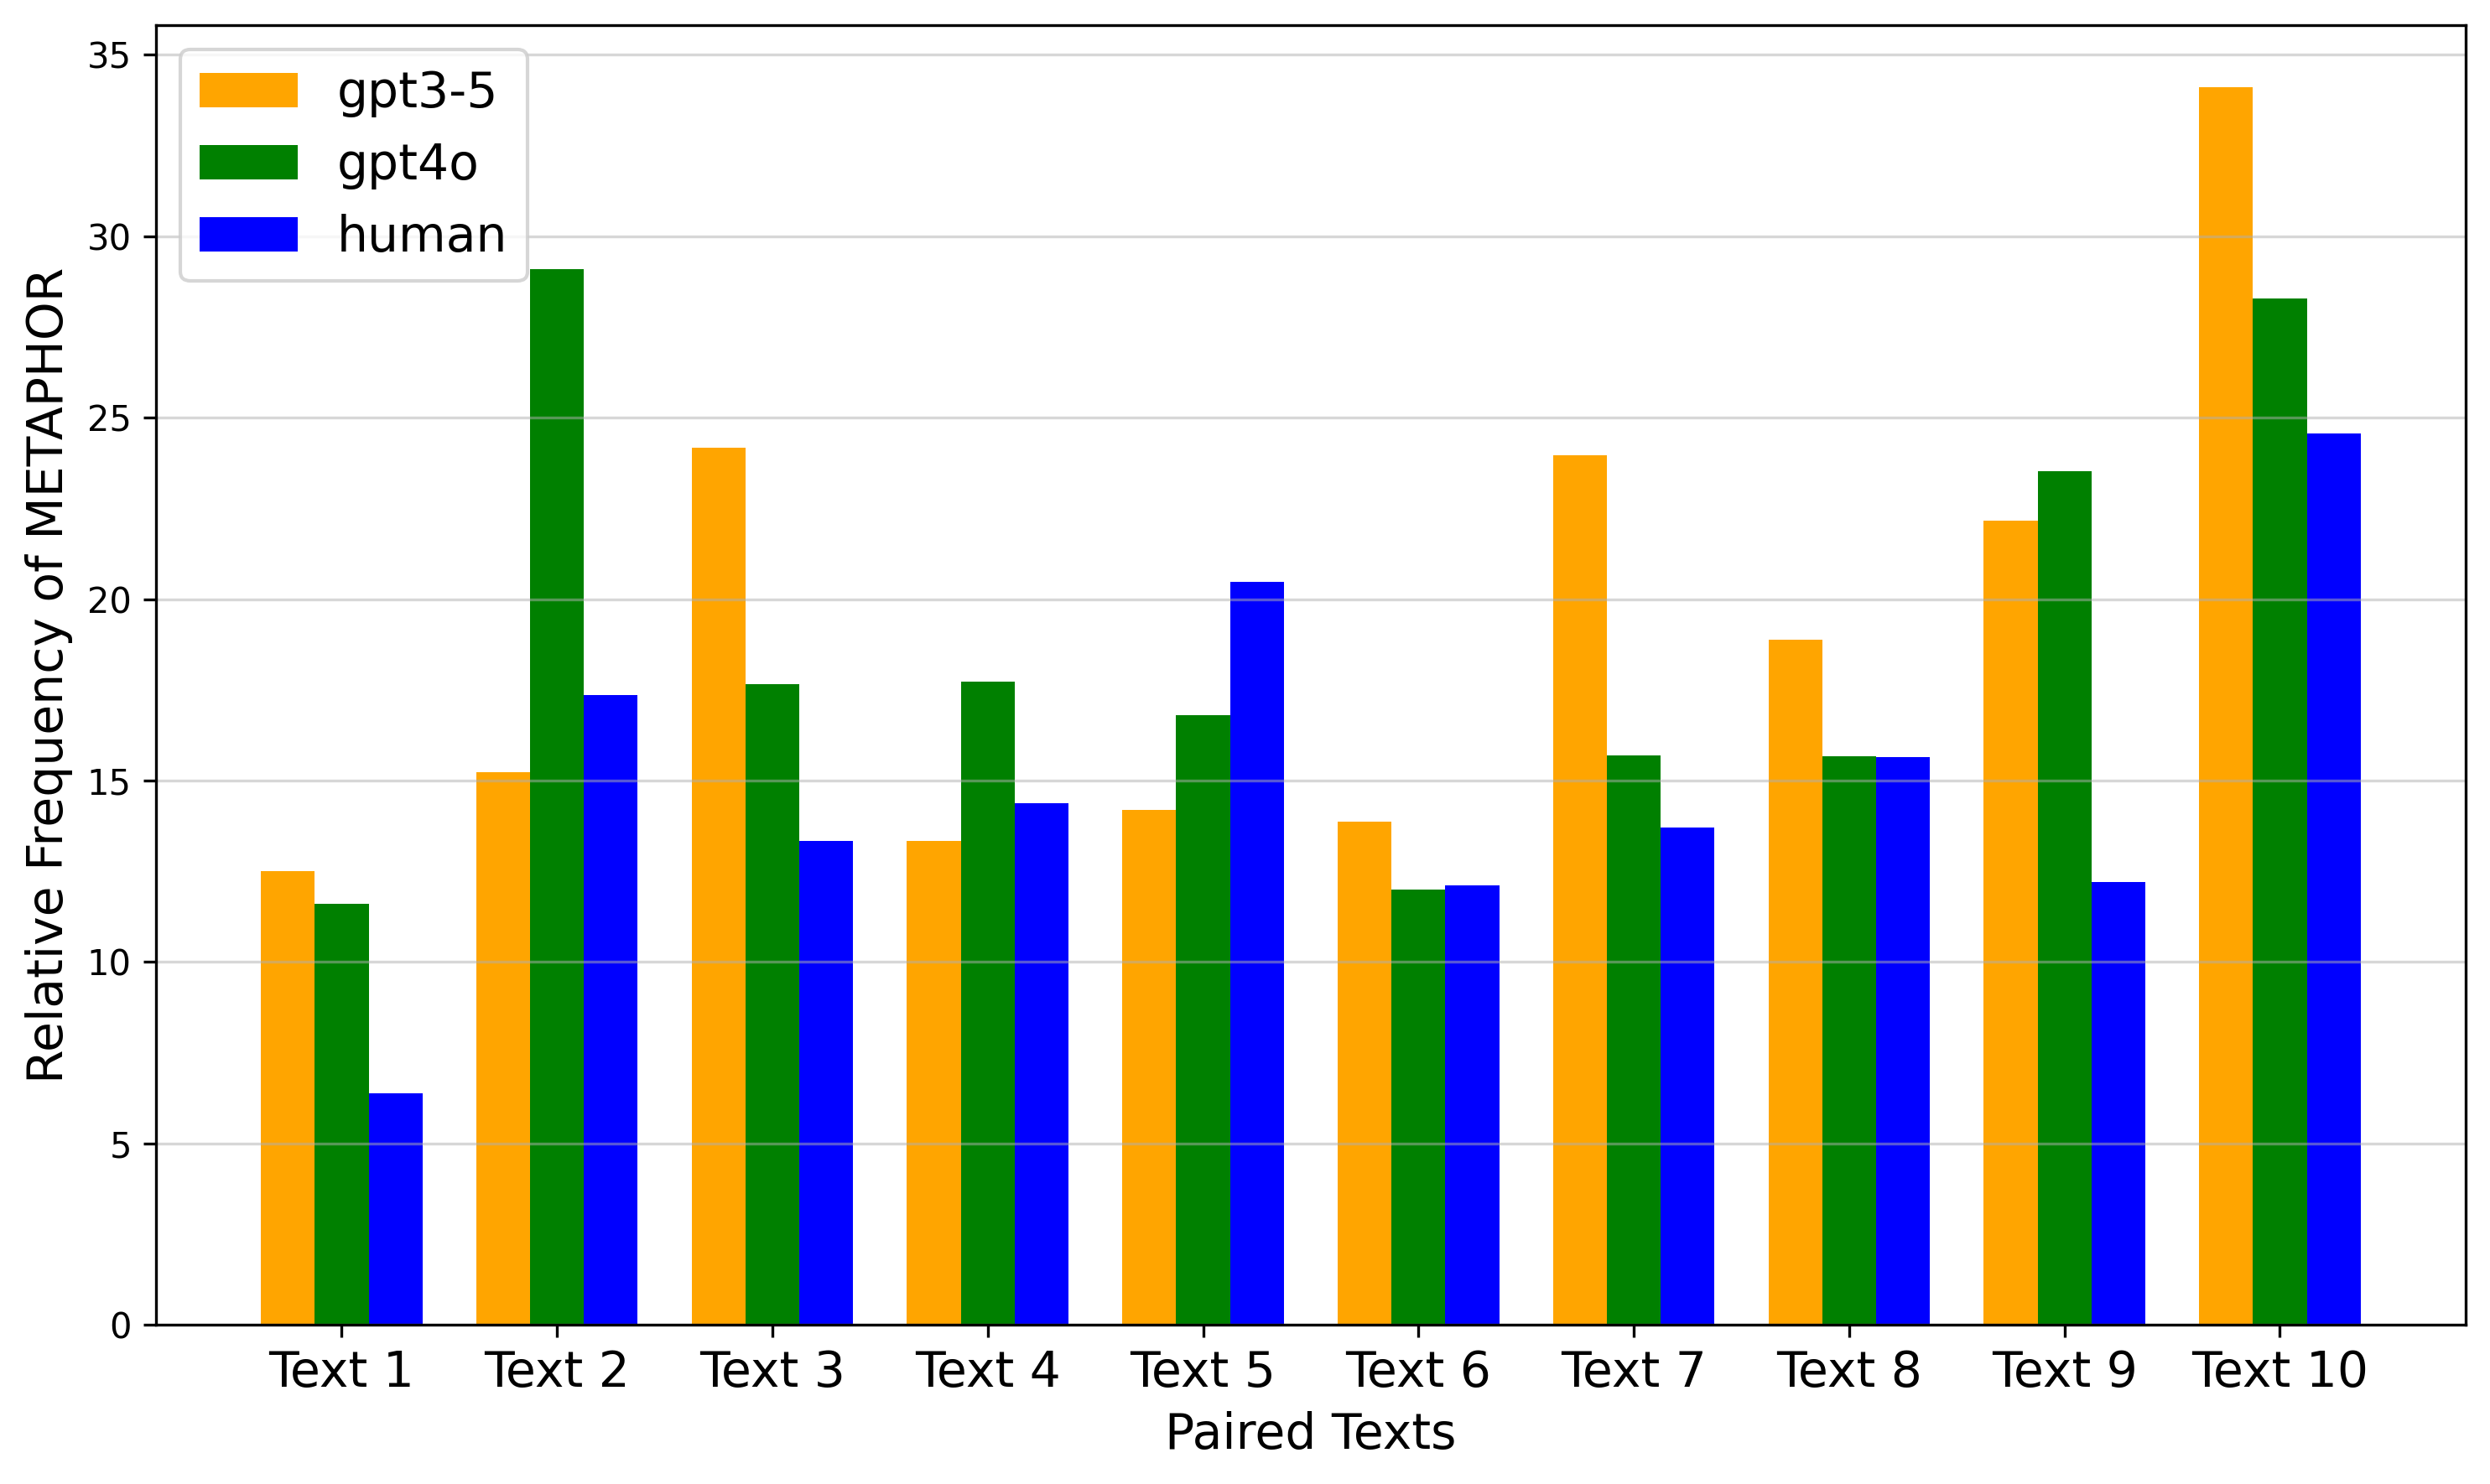 gpt3-5
gpt4o
human
Relative Frequency of METAPHOR
35
30
25
20
15
10
5
0
Text 1 Text 2 Text 3 Text 4 Text 5 Text 6 Text 7 Text 8 Text 9 Text 10
Paired Texts